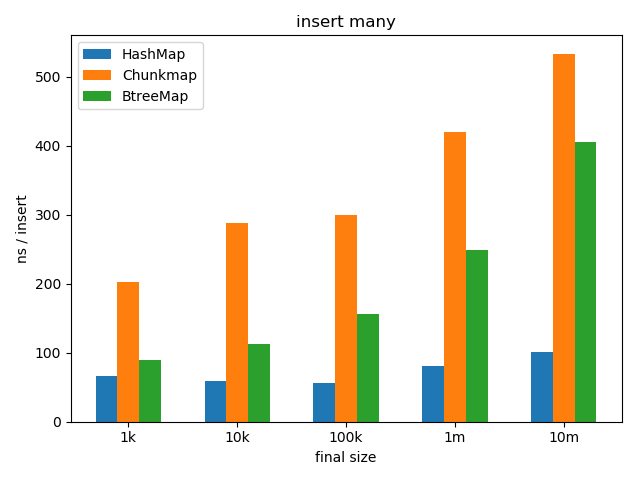 insert many
HashMap
Chunkmap
BtreeMap
500
400
300
200
100
0
ns / insert
1k 10k 100k 1m 10m
final size